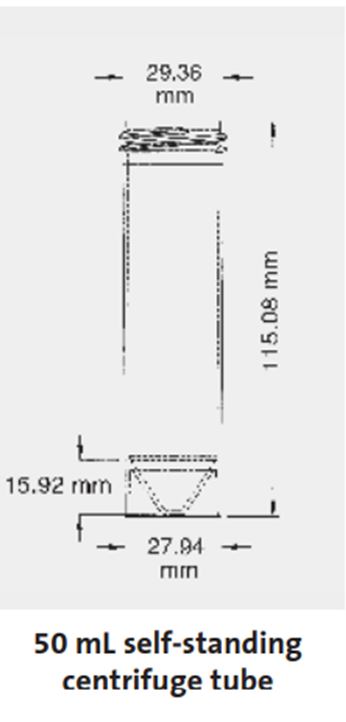 29.36
mm
115.08 mm
15.92 mm
27.94
mm
50 mL self-standing
centrifuge tube